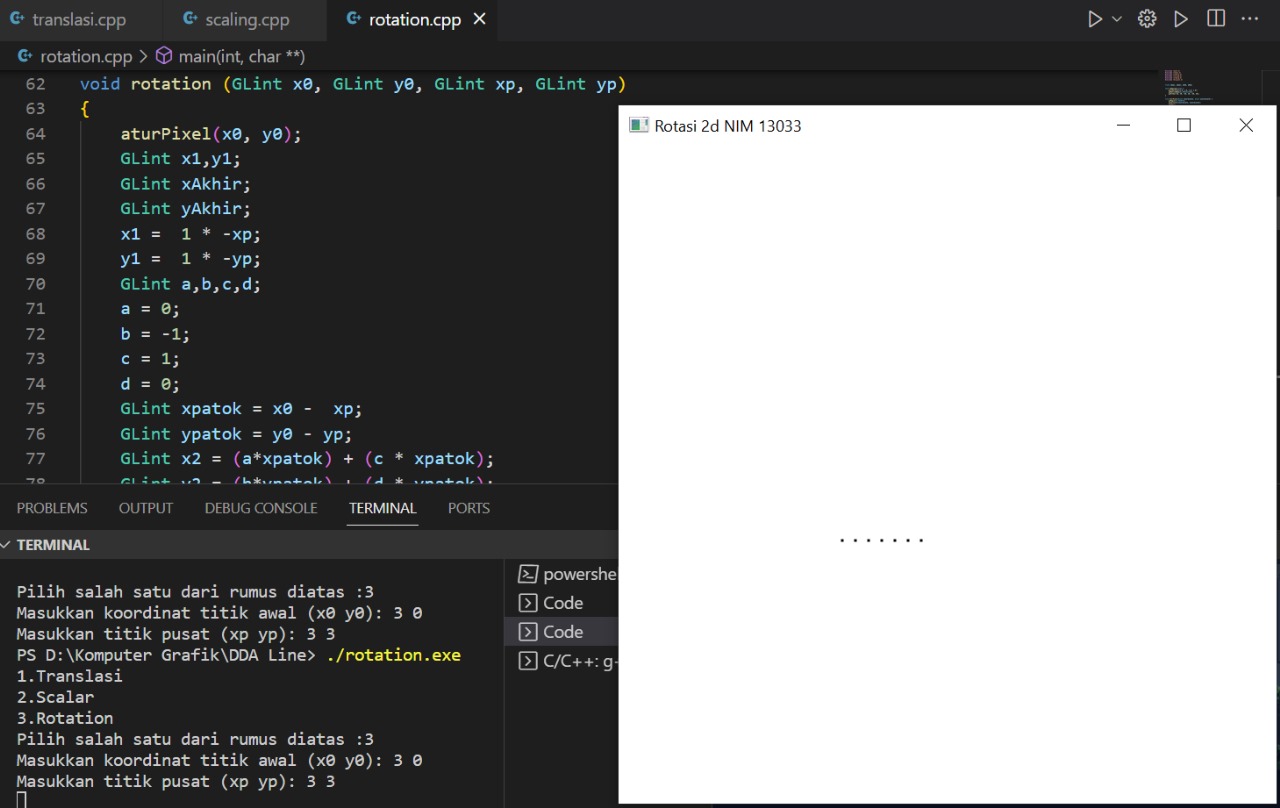 translasi.cpp scaling.cpp rotation.cpp
rotation.cpp > main(int, char **)
62 void rotation (GLint x0, GLint y0, GLint xp, GLint yp)
63 {
64 aturPixel(x0, y0);
65 GLint x1,y1;
66 GLint xAkhir;
67 GLint yAkhir;
68 x1 =  1 * -xp;
69 y1 =  1 * -yp;
70 GLint a,b,c,d;
71 a = 0;
72 b = -1;
73 c = 1;
74 d = 0;
75 GLint xpatok = x0 -  xp;
76 GLint ypatok = y0 - yp;
77 GLint x2 = (a*xpatok) + (c * xpatok);
78 GLint y2 = (b*ypatok) + (d * ypatok);
Rotasi 2d NIM 13033
PROBLEMS OUTPUT DEBUG CONSOLE TERMINAL PORTS
TERMINAL
Pilih salah satu dari rumus diatas :3
Masukkan koordinat titik awal (x0 y0): 3 0
Masukkan titik pusat (xp yp): 3 3
PS D:\Komputer Grafik\DDA Line> ./rotation.exe
1.Translasi
2.Scalar
3.Rotation
Pilih salah satu dari rumus diatas :3
Masukkan koordinat titik awal (x0 y0): 3 0
Masukkan titik pusat (xp yp): 3 3
powershe
Code
Code
C/C++: g-